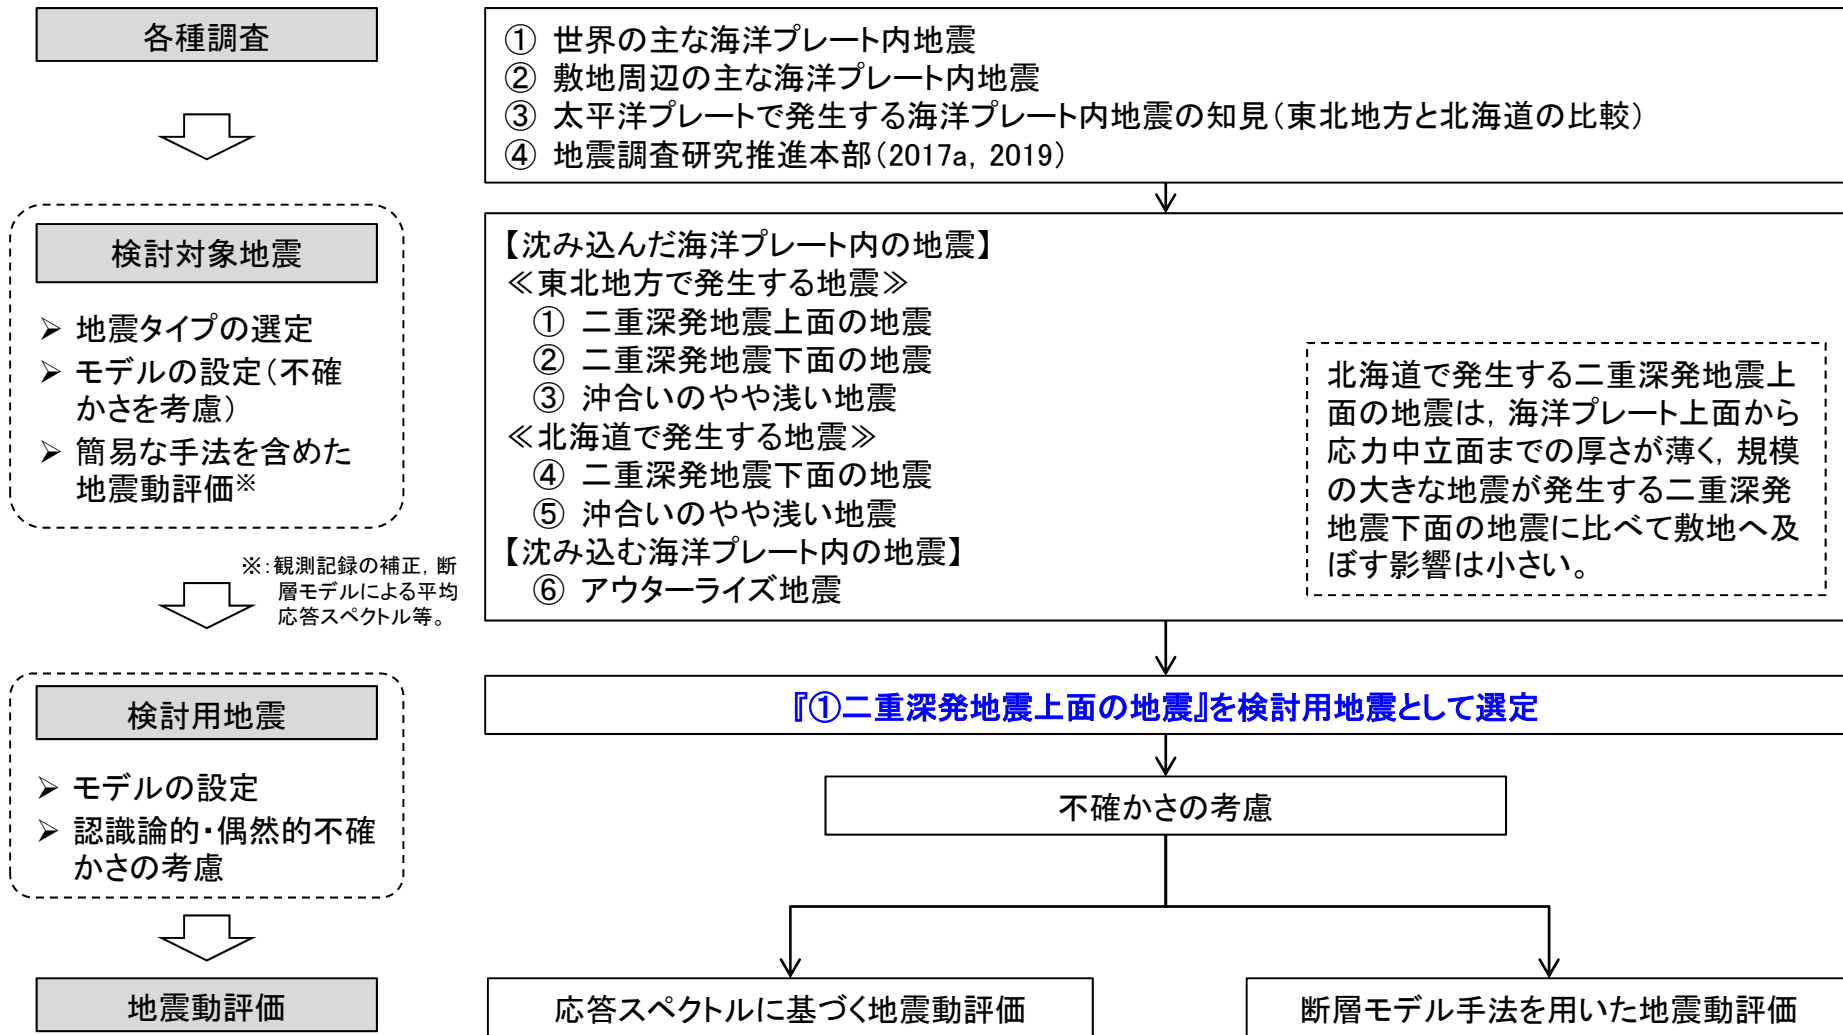 各種調査
① 世界の主な海洋プレート内地震
② 敷地周辺の主な海洋プレート内地震
③ 太平洋プレートで発生する海洋プレート内地震の知見(東北地方と北海道の比較)
④ 地震調査研究推進本部(2017a, 2019)
検討対象地震
➢ 地震タイプの選定
➢ モデルの設定(不確
かさを考慮)
➢ 簡易な手法を含めた
地震動評価※
※:観測記録の補正, 断
層モデルによる平均
応答スペクトル等。
【沈み込んだ海洋プレート内の地震】
≪東北地方で発生する地震≫
① 二重深発地震上面の地震
② 二重深発地震下面の地震
③ 沖合いのやや浅い地震
≪北海道で発生する地震≫
④ 二重深発地震下面の地震
⑤ 沖合いのやや浅い地震
【沈み込む海洋プレート内の地震】
⑥ アウターライズ地震
北海道で発生する二重深発地震上
面の地震は, 海洋プレート上面から
応力中立面までの厚さが薄く, 規模
の大きな地震が発生する二重深発
地震下面の地震に比べて敷地へ及
ぼす影響は小さい。
検討用地震
➢ モデルの設定
➢ 認識論的・偶然的不確
かさの考慮
『①二重深発地震上面の地震』を検討用地震として選定
不確かさの考慮
地震動評価
応答スペクトルに基づく地震動評価
断層モデル手法を用いた地震動評価